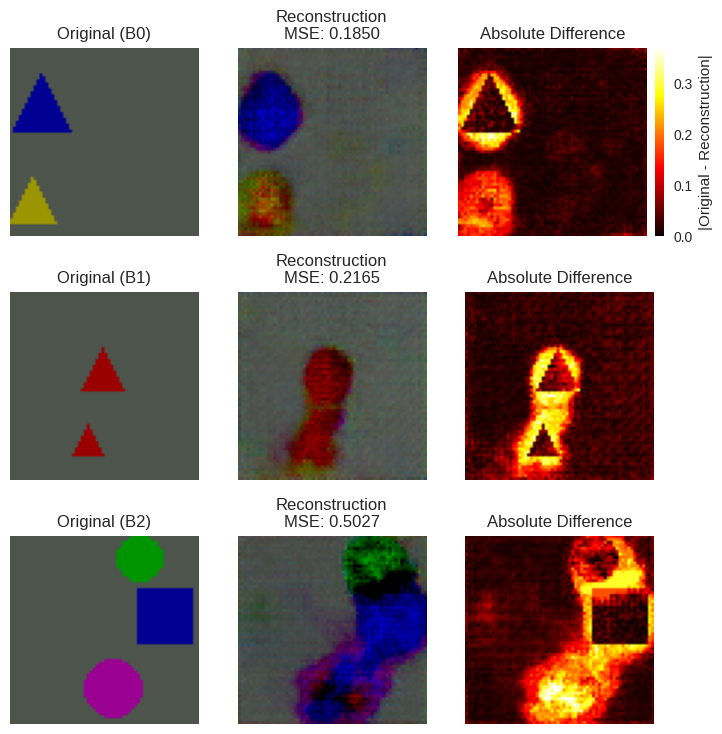 Original (B0)
Reconstruction
MSE: 0.1850
Absolute Difference
0.3
0.2
0.1
0.0
|Original - Reconstruction|
Original (B1)
Reconstruction
MSE: 0.2165
Absolute Difference
Original (B2)
Reconstruction
MSE: 0.5027
Absolute Difference